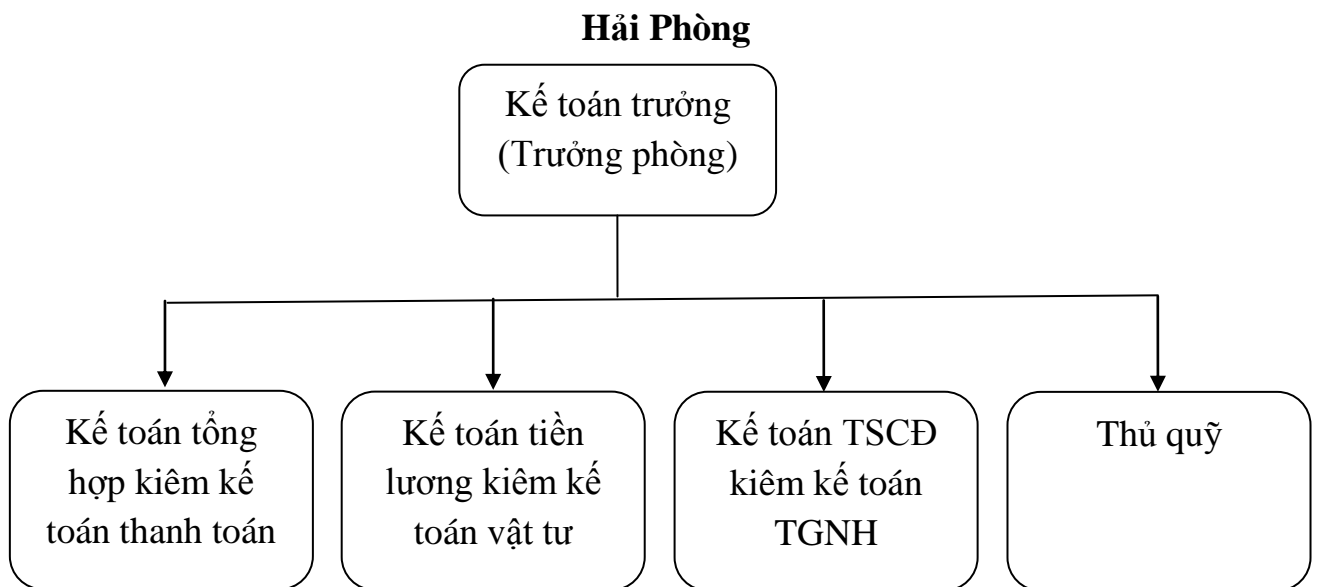 Hải Phòng
Kế toán trưởng
(Trưởng phòng)
Kế toán tổng
hợp kiêm kế
toán thanh toán
Kế toán tiền
lương kiêm kế
toán vật tư
Kế toán TSCĐ
kiêm kế toán
TGNH
Thủ quỹ